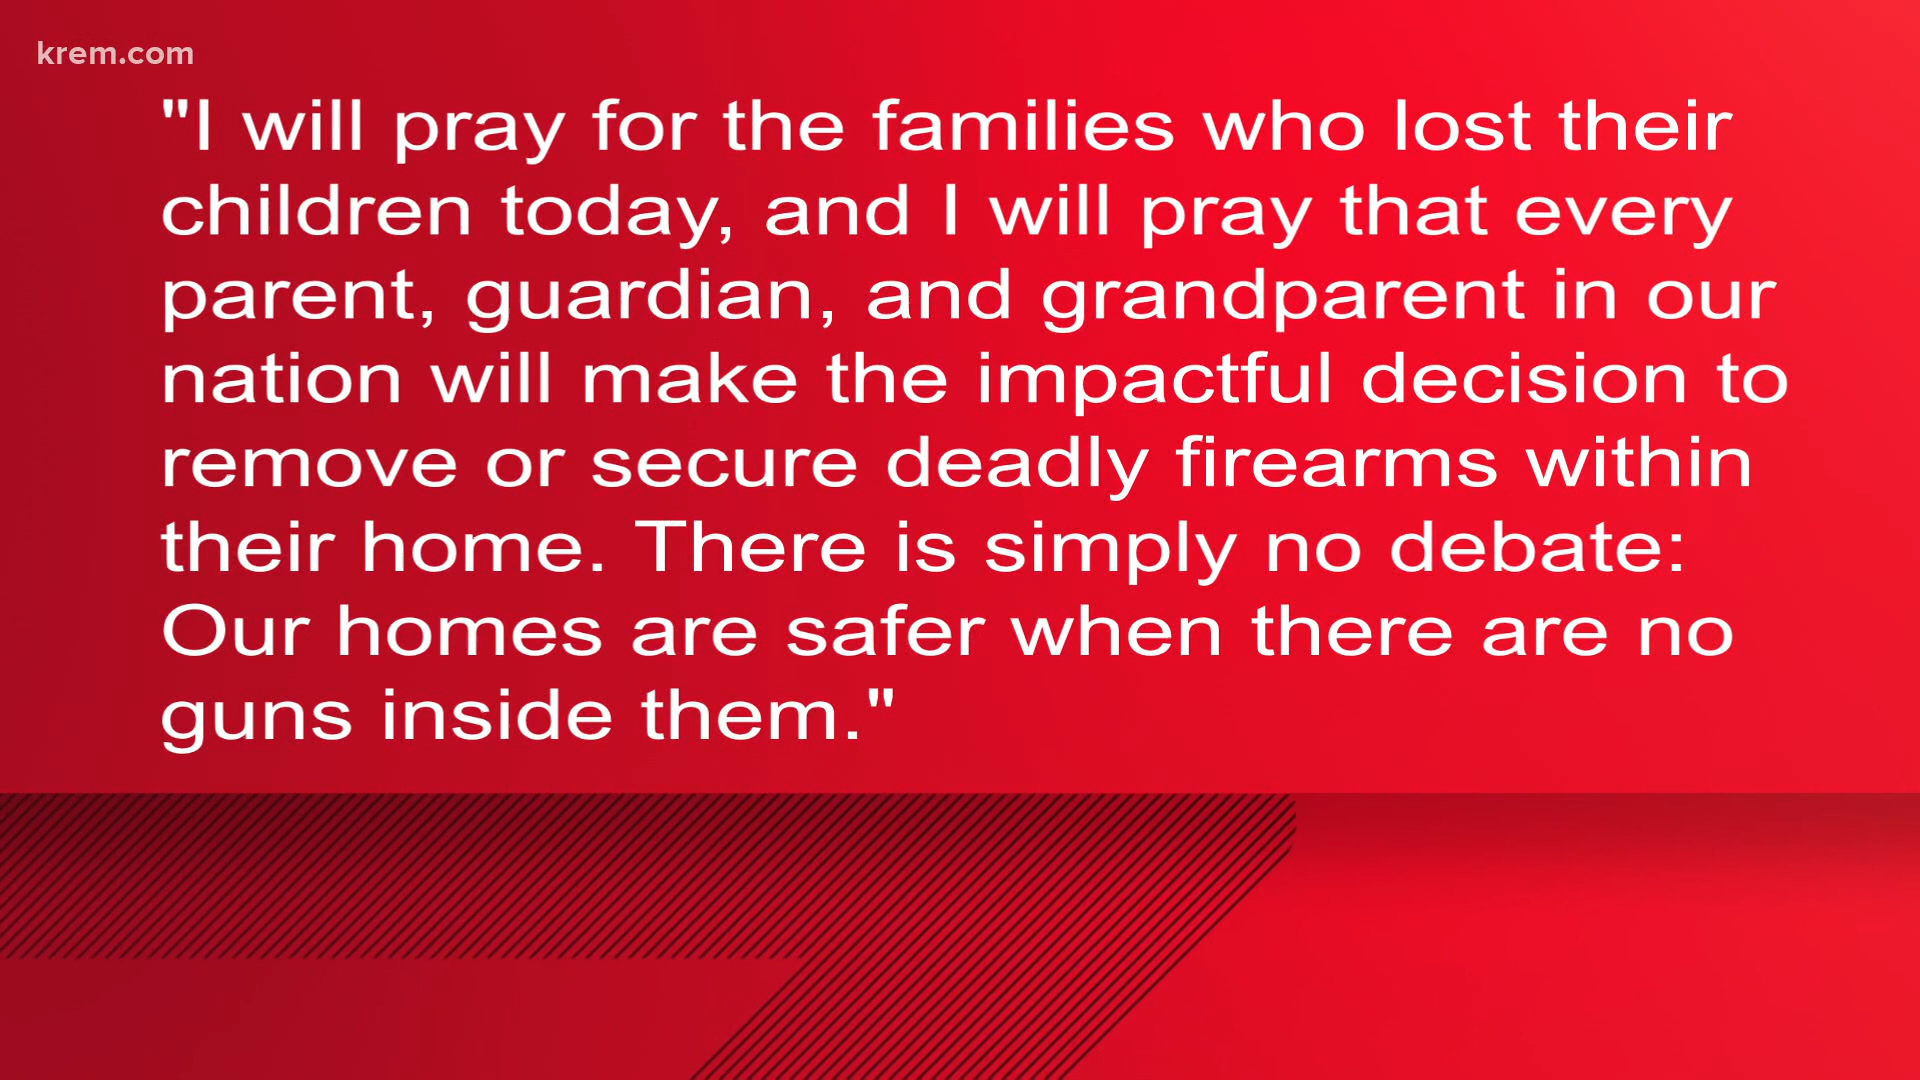 krem.com
"I will pray for the families who lost their
children today, and I will pray that every
parent, guardian, and grandparent in our
nation will make the impactful decision to
remove or secure deadly firearms within
their home. There is simply no debate:
Our homes are safer when there are no
guns inside them."